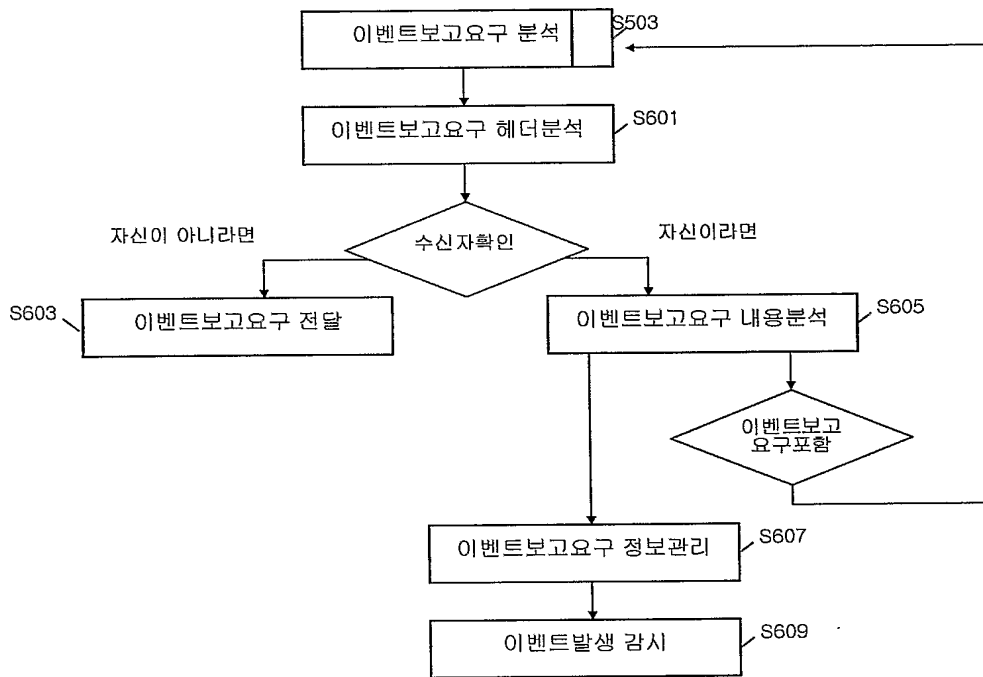 이벤트보고요구 분석
S503
이벤트보고요구 헤더분석
S601
자신이 아니라면
수신자확인
자신이라면
S603
이벤트보고요구 전달
이벤트보고요구 내용분석
S605
이벤트보고
요구포함
이벤트보고요구 정보관리
S607
이벤트발생 감시
S609